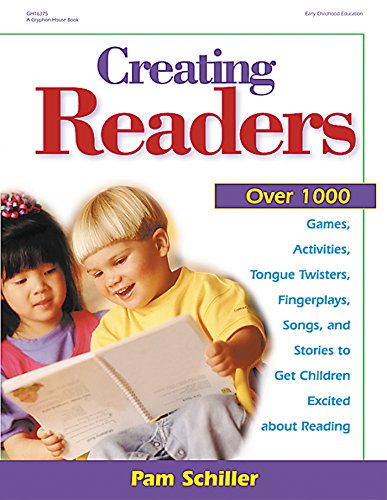 GH16375
A Gryphon House Book
Early Childhood Education
Creating
Readers
Over 1000
Games,
Activities,
Tongue Twisters,
Fingerplays,
Songs, and
Stories to
Get Children
Excited
about Reading
Pam Schiller